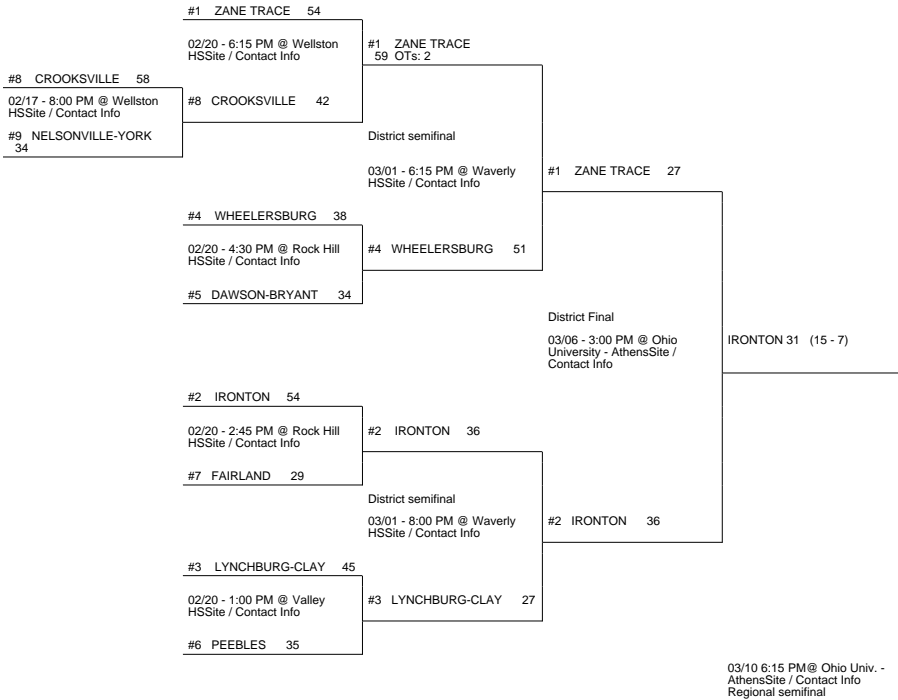 #1 ZANE TRACE 54
02/20 - 6:15 PM @ Wellston
HSSite / Contact Info
#1 ZANE TRACE
59 OTs: 2
#8 CROOKSVILLE 58
02/17 - 8:00 PM @ Wellston
HSSite / Contact Info
#9 NELSONVILLE-YORK
34
#8 CROOKSVILLE 42
District semifinal
03/01 - 6:15 PM @ Waverly
HSSite / Contact Info
#1 ZANE TRACE 27
#4 WHEELERSBURG 38
02/20 - 4:30 PM @ Rock Hill
HSSite / Contact Info
#4 WHEELERSBURG 51
#5 DAWSON-BRYANT 34
District Final
03/06 - 3:00 PM @ Ohio
University - AthensSite /
Contact Info
IRONTON 31 (15 - 7)
#2 IRONTON 54
02/20 - 2:45 PM @ Rock Hill
HSSite / Contact Info
#2 IRONTON 36
#7 FAIRLAND 29
District semifinal
03/01 - 8:00 PM @ Waverly
HSSite / Contact Info
#2 IRONTON 36
#3 LYNCHBURG-CLAY 45
02/20 - 1:00 PM @ Valley
HSSite / Contact Info
#3 LYNCHBURG-CLAY 27
#6 PEEBLES 35
03/10 6:15 PM@ Ohio Univ. -
AthensSite / Contact Info
Regional semifinal